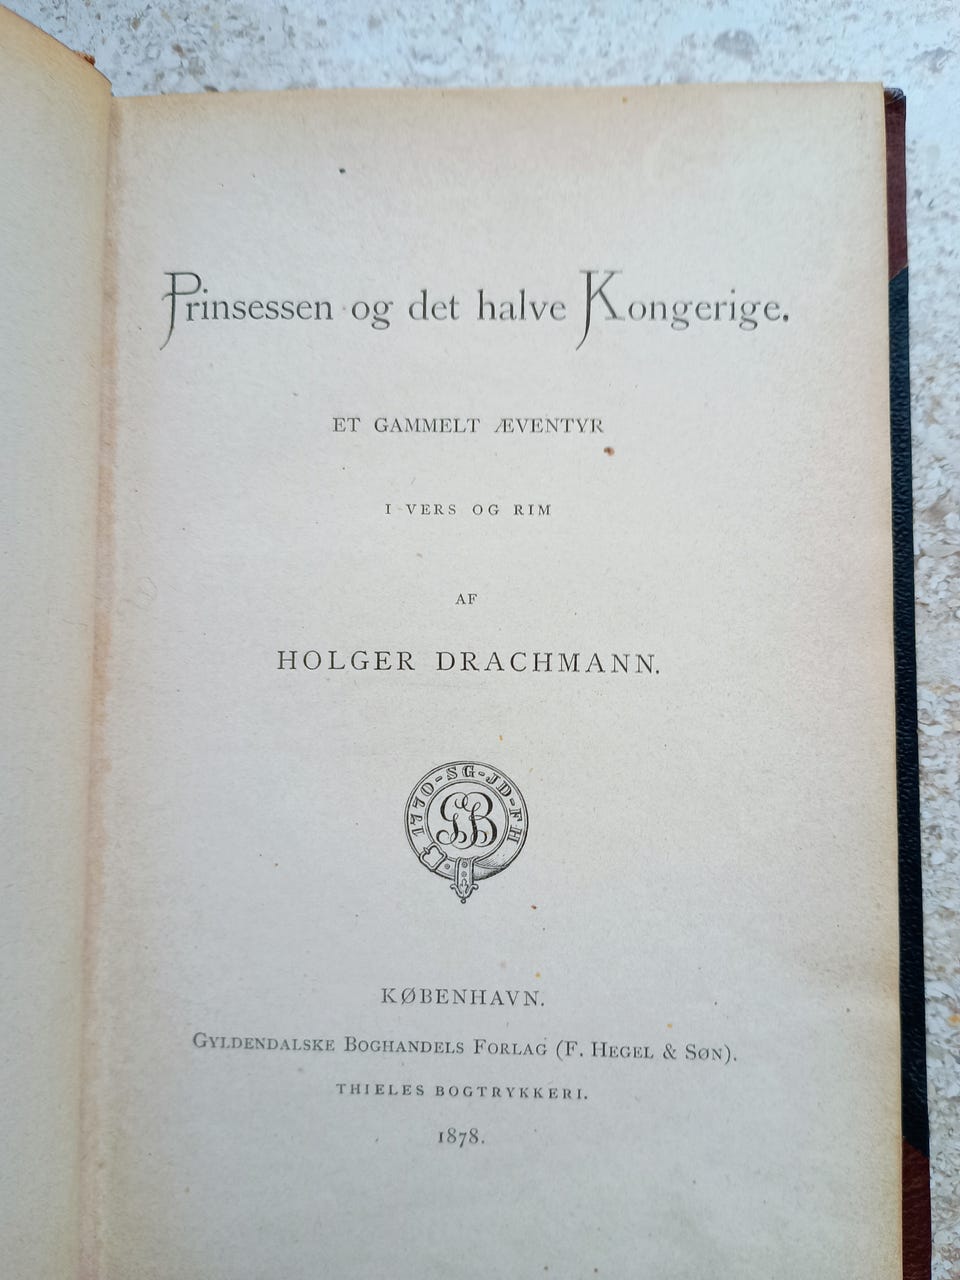 Prinsessen og det halve Kongerige.
ET GAMMELT ÆVENTYR
I VERS OG RIM
AF
HOLGER DRACHMANN.
1770-SG-JD-FH
GB
KØBENHAVN.
GYLDENDALSKE BOGHANDELS FORLAG (F. HEGEL & SØN).
THIELES BOGTRYKKERI.
1878.